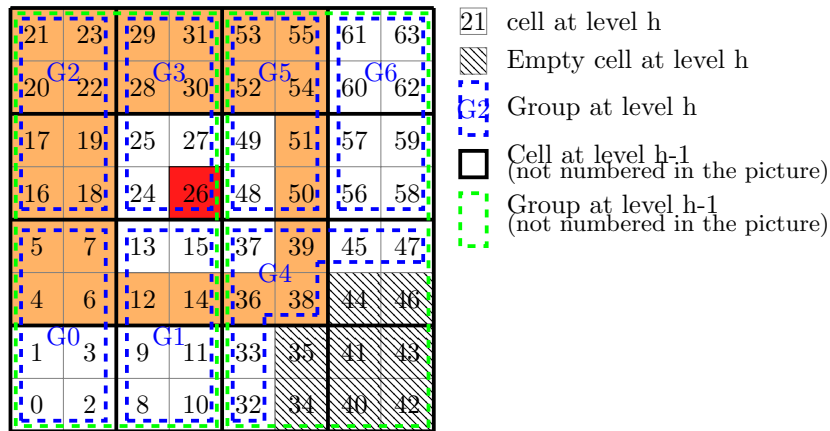 21 23 29 31 53 55 61 63
G2 G3 G5 G6
20 22 28 30 52 54 60 62
17 19 25 27 49 51 57 59
16 18 24 26 48 50 56 58
5 7 13 15 37 39 45 47
G4
4 6 12 14 36 38 44 46
G0 G1
1 3 9 11 33 35 41 43
0 2 8 10 32 34 40 42
21 cell at level h
Empty cell at level h
G2 Group at level h
Cell at level h-1
(not numbered in the picture)
Group at level h-1
(not numbered in the picture)